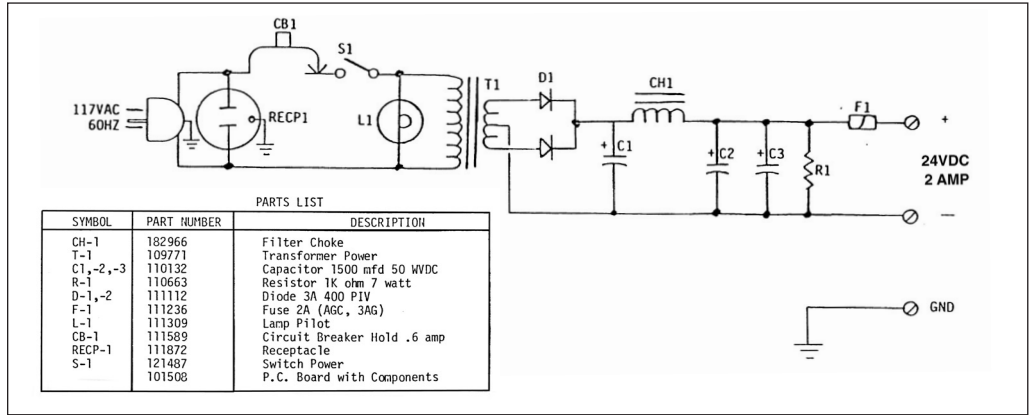 CB1
S1
117VAC
60HZ
RECP1
L1
T1
D1
CH1
F1
+
+ C1
+ C2
+ C3
R1
24VDC
2 AMP
—
GND
PARTS LIST
SYMBOL PART NUMBER DESCRIPTION
CH-1 182966 Filter Choke
T-1 109771 Transformer Power
C1,-2,-3 110132 Capacitor 1500 mfd 50 WVDC
R-1 110663 Resistor 1K ohm 7 watt
D-1,-2 111112 Diode 3A 400 PIV
F-1 111236 Fuse 2A (AGC, 3AG)
L-1 111309 Lamp Pilot
CB-1 111589 Circuit Breaker Hold .6 amp
RECP-1 111872 Receptacle
S-1 121487 Switch Power
101508 P.C. Board with Components